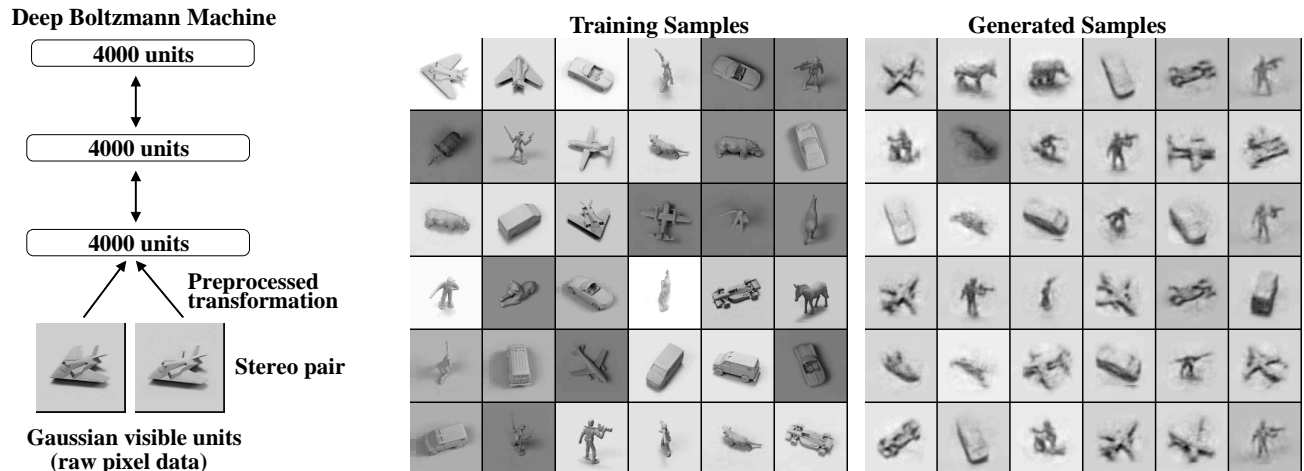 Deep Boltzmann Machine
4000 units
4000 units
4000 units
Preprocessed
transformation
Stereo pair
Gaussian visible units
(raw pixel data)
Training Samples
Generated Samples